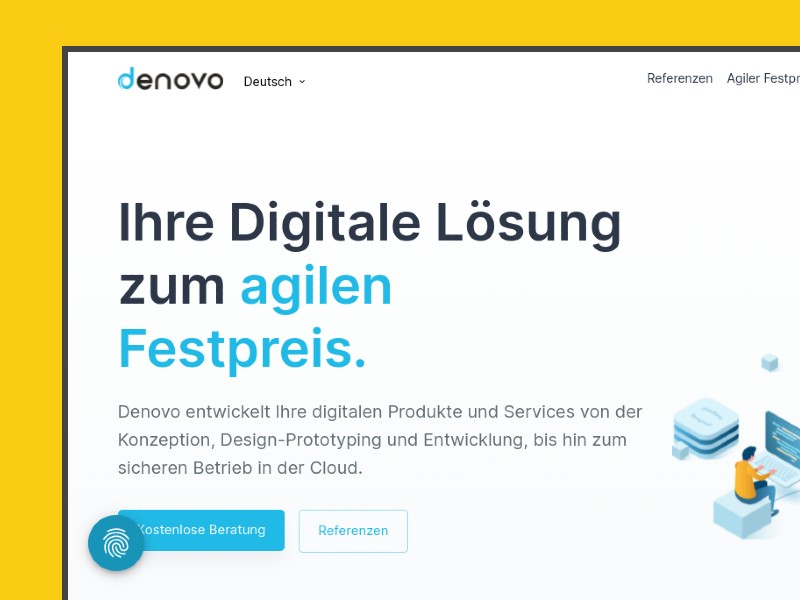 denovo
Deutsch
Referenzen
Agiler Festpr
Ihre Digitale Lösung
zum agilen
Festpreis.
Denovo entwickelt Ihre digitalen Produkte und Services von der
Konzeption, Design-Prototyping und Entwicklung, bis hin zum
sicheren Betrieb in der Cloud.
Kostenlose Beratung
Referenzen